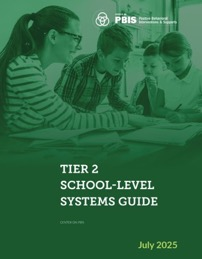 PBIS
Positive Behavioral
Interventions & Supports
TIER 2
SCHOOL-LEVEL
SYSTEMS GUIDE
July 2025